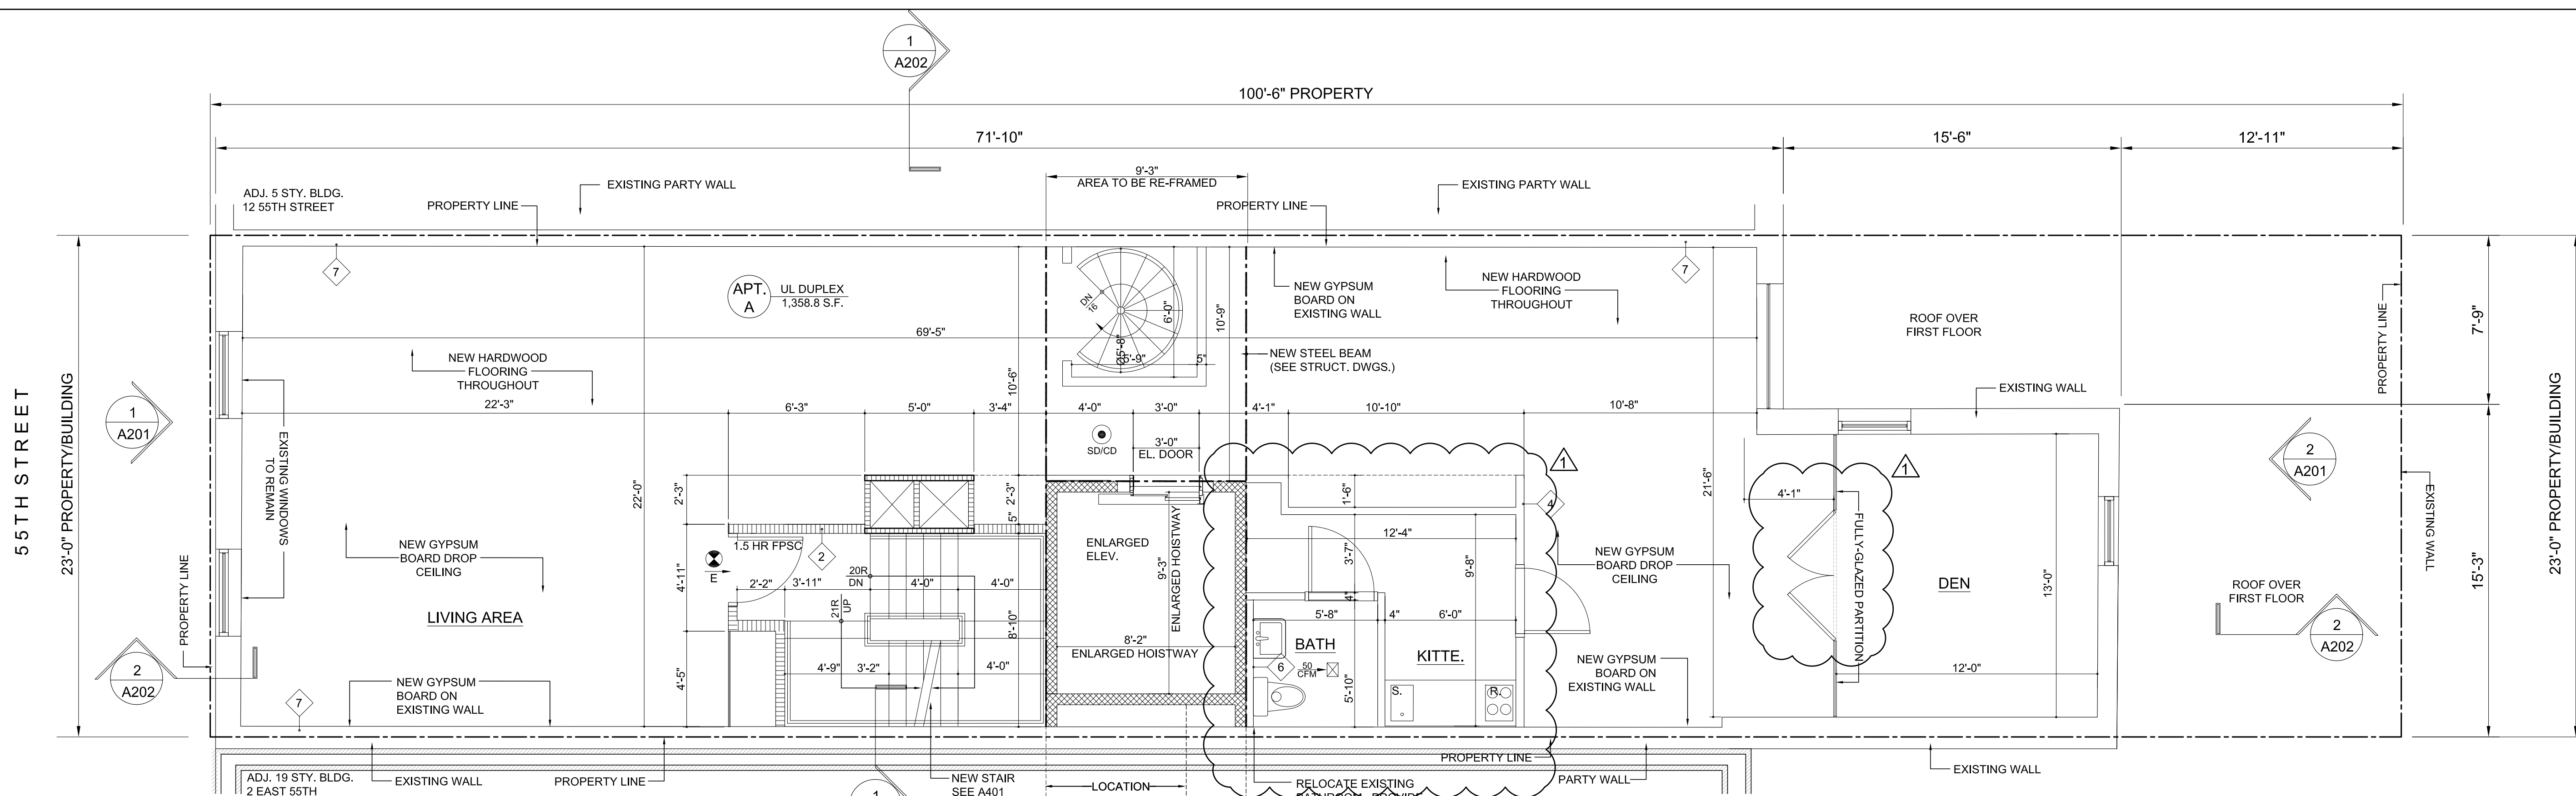 1
A202
100'-6" PROPERTY
71'-10"
15'-6"
12'-11"
9'-3"
AREA TO BE RE-FRAMED
ADJ. 5 STY. BLDG.
12 55TH STREET
EXISTING PARTY WALL
EXISTING PARTY WALL
PROPERTY LINE
PROPERTY LINE
7
7
APT.
A
UL DUPLEX
1,358.8 S.F.
DN
16
6'-0"
10'-9"
Ø5'-8"
5'-9"
5"
NEW GYPSUM
BOARD ON
EXISTING WALL
NEW HARDWOOD
FLOORING
THROUGHOUT
ROOF OVER
FIRST FLOOR
PROPERTY LINE
7'-9"
69'-5"
NEW HARDWOOD
FLOORING
THROUGHOUT
NEW STEEL BEAM
(SEE STRUCT. DWGS.)
10'-6"
EXISTING WALL
55TH STREET
23'-0" PROPERTY/BUILDING
23'-0" PROPERTY/BUILDING
1
A201
22'-3"
6'-3"
5'-0"
3'-4"
4'-0"
3'-0"
4'-1"
10'-10"
10'-8"
EXISTING WINDOWS
TO REMAIN
SD/CD
3'-0"
EL. DOOR
1
1
2
A201
2'-3"
22'-0"
2'-3"
5"
1'-6"
21'-6"
4'-1"
4
EXISTING WALL
1.5 HR FPSC
2
E
ENLARGED
ELEV.
9'-3"
ENLARGED HOISTWAY
12'-4"
3'-7"
9'-8"
4"
NEW GYPSUM
BOARD DROP
CEILING
NEW GYPSUM
BOARD DROP
CEILING
FULLY-GLAZED PARTITION
DEN
13'-0"
15'-3"
ROOF OVER
FIRST FLOOR
4'-11"
2'-2"
3'-11"
20R
DN
4'-0"
4'-0"
21R
UP
8'-10"
LIVING AREA
PROPERTY LINE
2
A202
5'-8"
4"
6'-0"
BATH
KITTE.
6
50
CFM
S.
R.
5'-10"
8'-2"
ENLARGED HOISTWAY
4'-9"
3'-2"
4'-0"
4'-5"
NEW GYPSUM
BOARD ON
EXISTING WALL
12'-0"
2
A202
NEW GYPSUM
BOARD ON
EXISTING WALL
7
PROPERTY LINE
EXISTING WALL
ADJ. 19 STY. BLDG.
2 EAST 55TH
EXISTING WALL
PROPERTY LINE
NEW STAIR
SEE A401
LOCATION
RELOCATE EXISTING
PARTY WALL
1